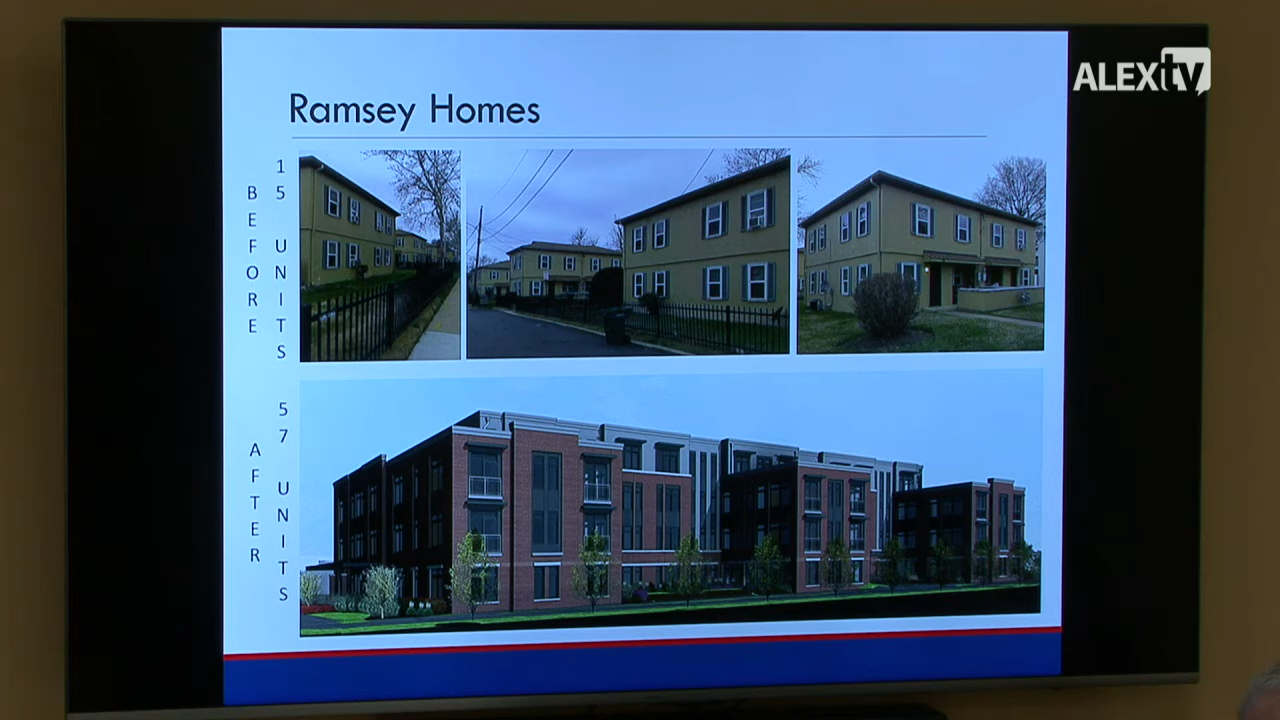 ALEXtv
Ramsey Homes
BEFORE
15 UNITS
AFTER
57 UNITS